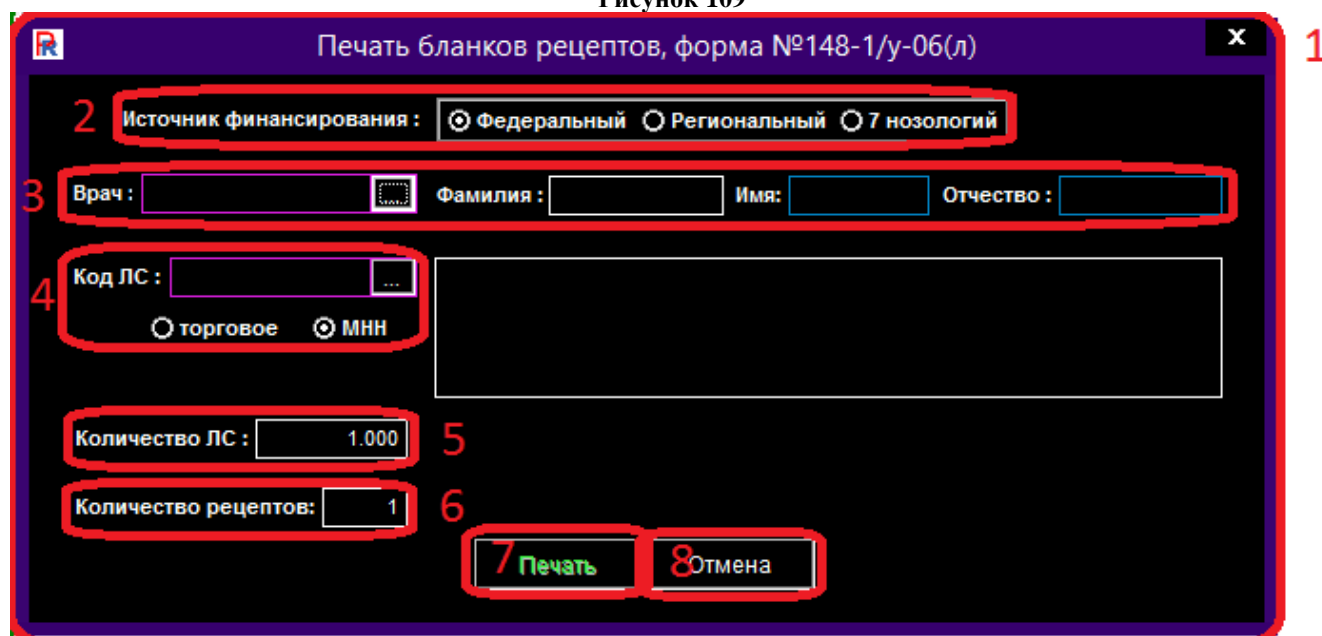 Рисунок 109
Печать бланков рецептов, форма №148-1/у-06(л) x 1
2 Источник финансирования : Федеральный Региональный 7 нозологий
3 Врач : ... Фамилия : Имя: Отчество :
Код ЛС : ...
4
торговое МНН
Количество ЛС : 1.000 5
Количество рецептов: 1 6
7 Печать 8 Отмена